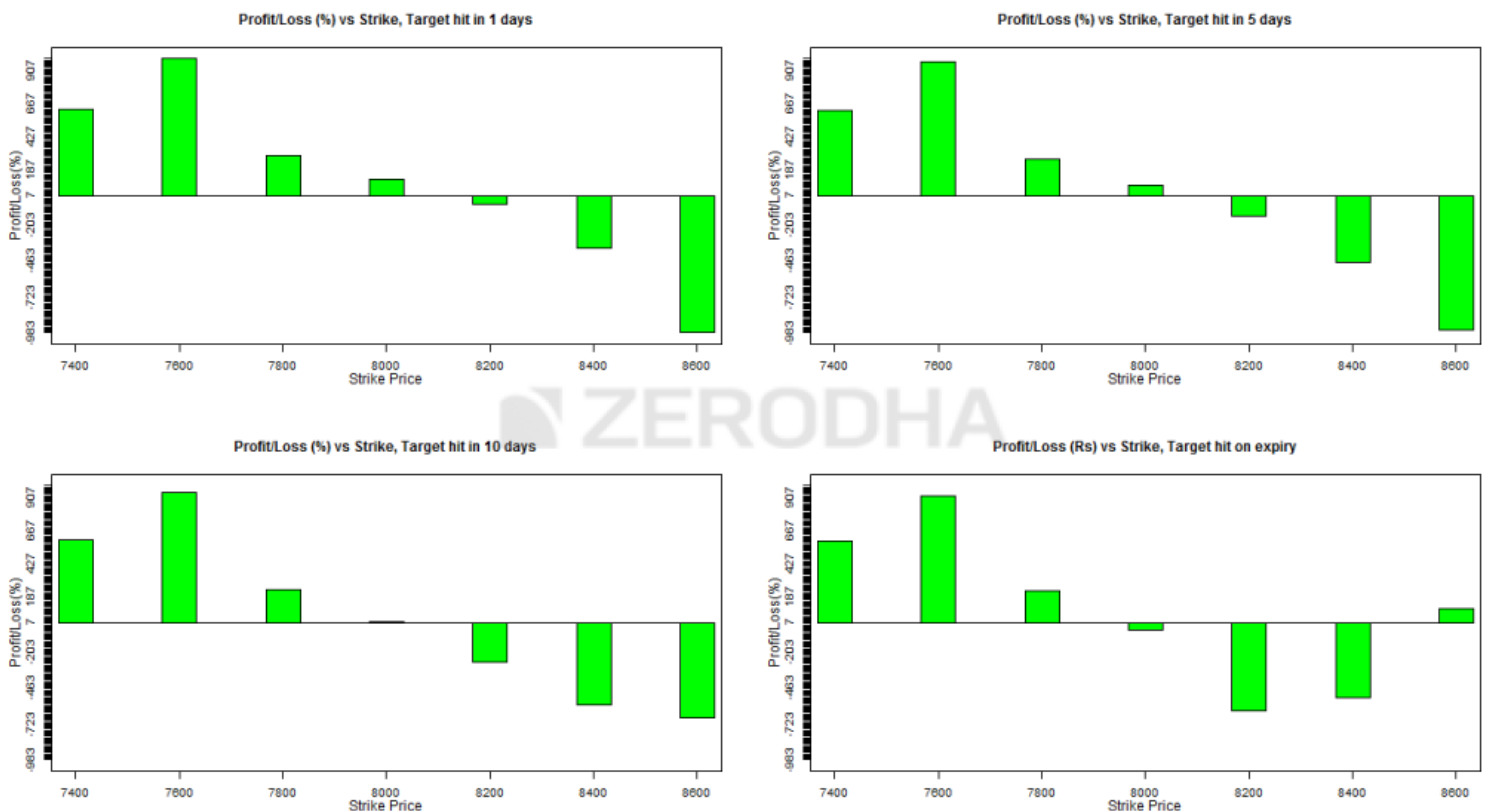 Profit/Loss (%) vs Strike, Target hit in 1 days
Profit/Loss(%)
907
667
427
187
7
-203
-463
-723
-983
7400 7600 7800 8000 8200 8400 8600
Strike Price
Profit/Loss (%) vs Strike, Target hit in 5 days
Profit/Loss(%)
907
667
427
187
7
-203
-463
-723
-983
7400 7600 7800 8000 8200 8400 8600
Strike Price
ZERODHA
Profit/Loss (%) vs Strike, Target hit in 10 days
Profit/Loss(%)
907
667
427
187
7
-203
-463
-723
-983
7400 7600 7800 8000 8200 8400 8600
Strike Price
Profit/Loss (Rs) vs Strike, Target hit on expiry
Profit/Loss(%)
907
667
427
187
7
-203
-463
-723
-983
7400 7600 7800 8000 8200 8400 8600
Strike Price